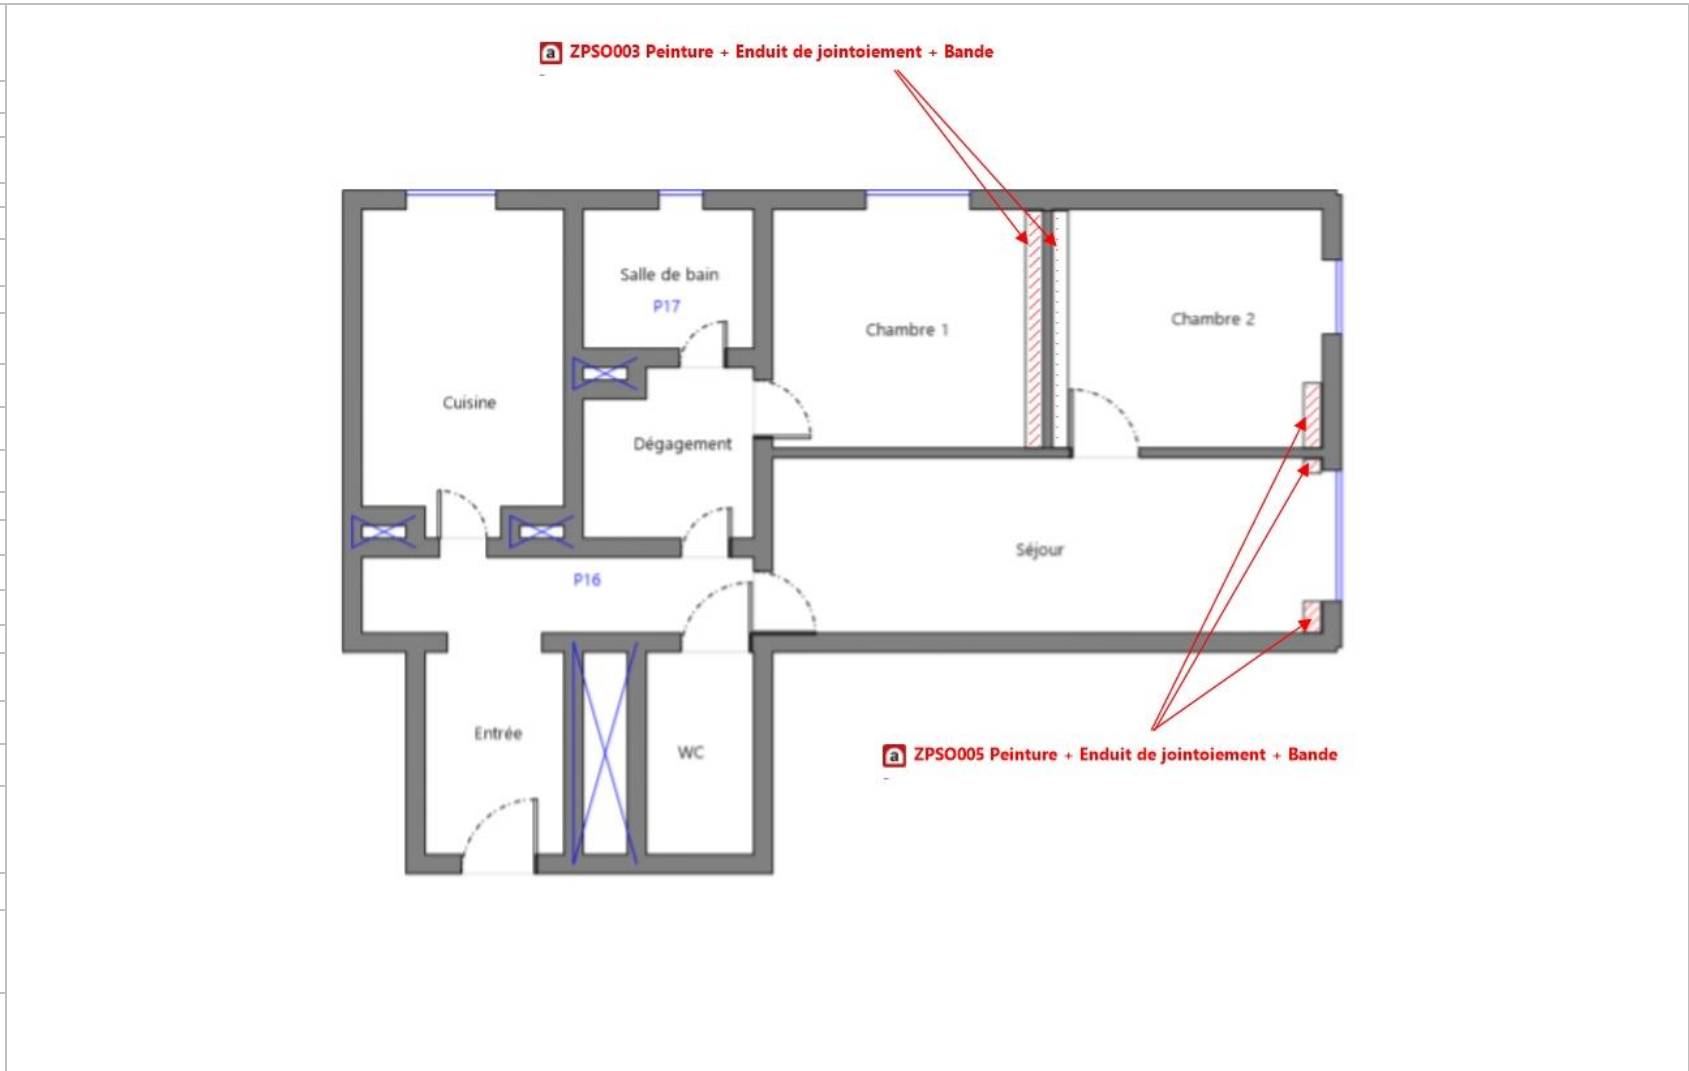 a ZPSO003 Peinture + Enduit de jointoiement + Bande
-
Salle de bain
P17
Chambre 1
Chambre 2
Cuisine
Dégagement
Séjour
P16
Entrée
WC
a ZPSO005 Peinture + Enduit de jointoiement + Bande
-